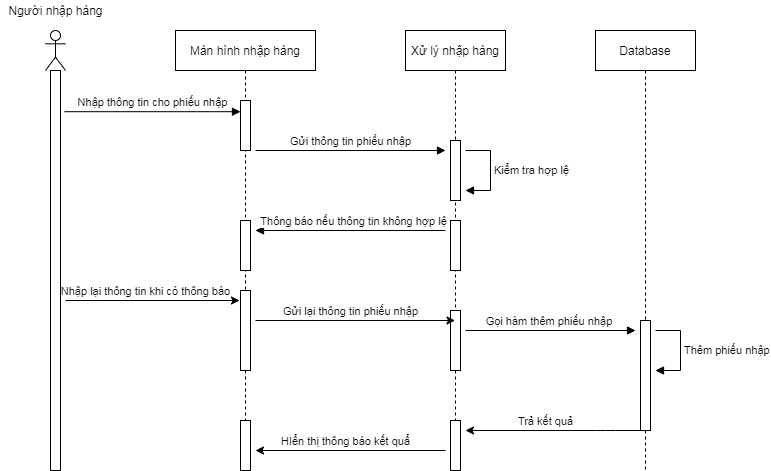 Người nhập hàng
Màn hình nhập hàng
Xử lý nhập hàng
Database
Nhập thông tin cho phiếu nhập
Gửi thông tin phiếu nhập
Kiểm tra hợp lệ
Thông báo nếu thông tin không hợp lệ
Nhập lại thông tin khi có thông báo
Gửi lại thông tin phiếu nhập
Gọi hàm thêm phiếu nhập
Thêm phiếu nhập
Trả kết quả
HIển thị thông báo kết quẩ